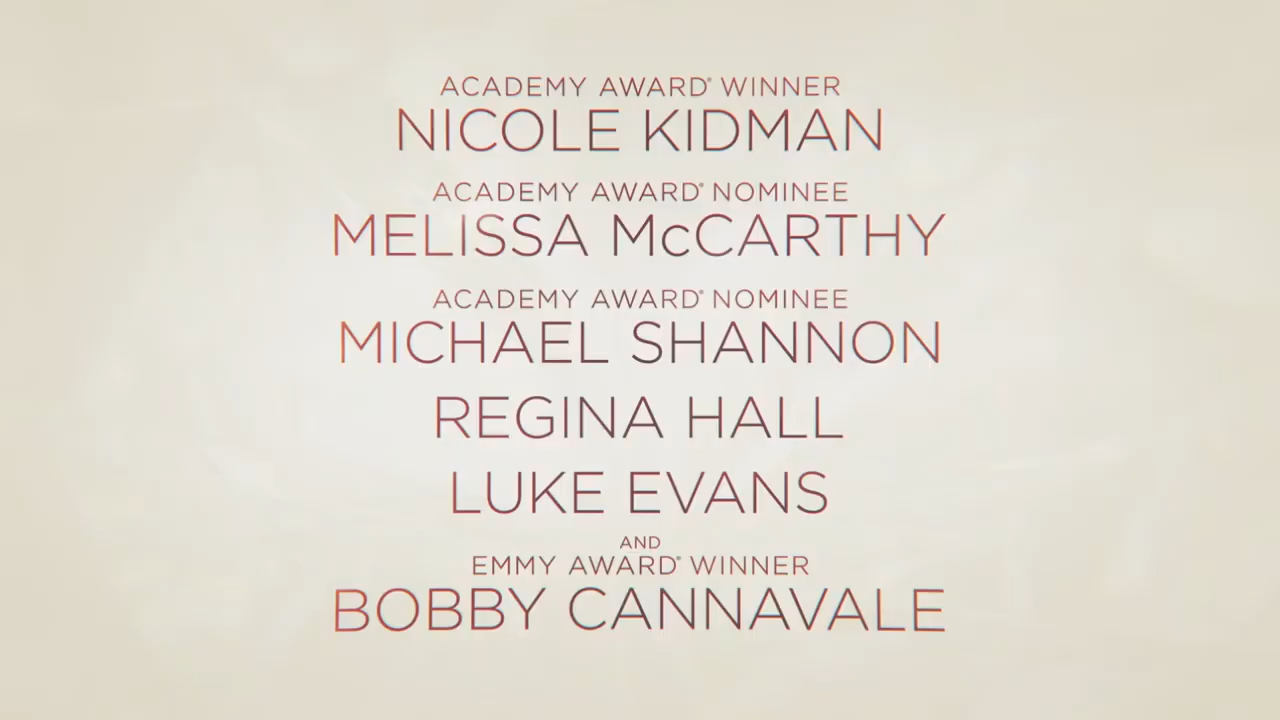 ACADEMY AWARD® WINNER
NICOLE KIDMAN
ACADEMY AWARD® NOMINEE
MELISSA McCARTHY
ACADEMY AWARD® NOMINEE
MICHAEL SHANNON
REGINA HALL
LUKE EVANS
AND
EMMY AWARD® WINNER
BOBBY CANNAVALE